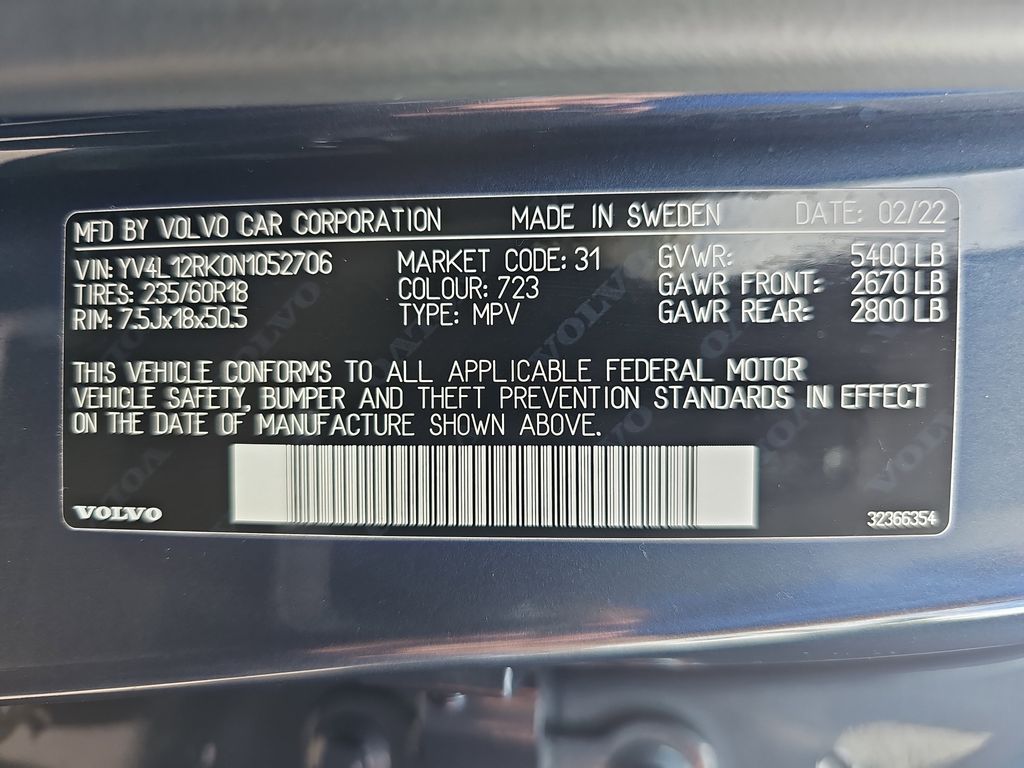 MFD BY VOLVO CAR CORPORATION MADE IN SWEDEN DATE: 02/22
VIN: YV4L12RK0N1052706 MARKET CODE: 31 GVWR: 5400 LB
TIRES: 235/60R18 COLOUR: 723 GAWR FRONT: 2670 LB
RIM: 7.5Jx18x50.5 TYPE: MPV GAWR REAR: 2800 LB
THIS VEHICLE CONFORMS TO ALL APPLICABLE FEDERAL MOTOR
VEHICLE SAFETY, BUMPER AND THEFT PREVENTION STANDARDS IN EFFECT
ON THE DATE OF MANUFACTURE SHOWN ABOVE.
VOLVO 32366354